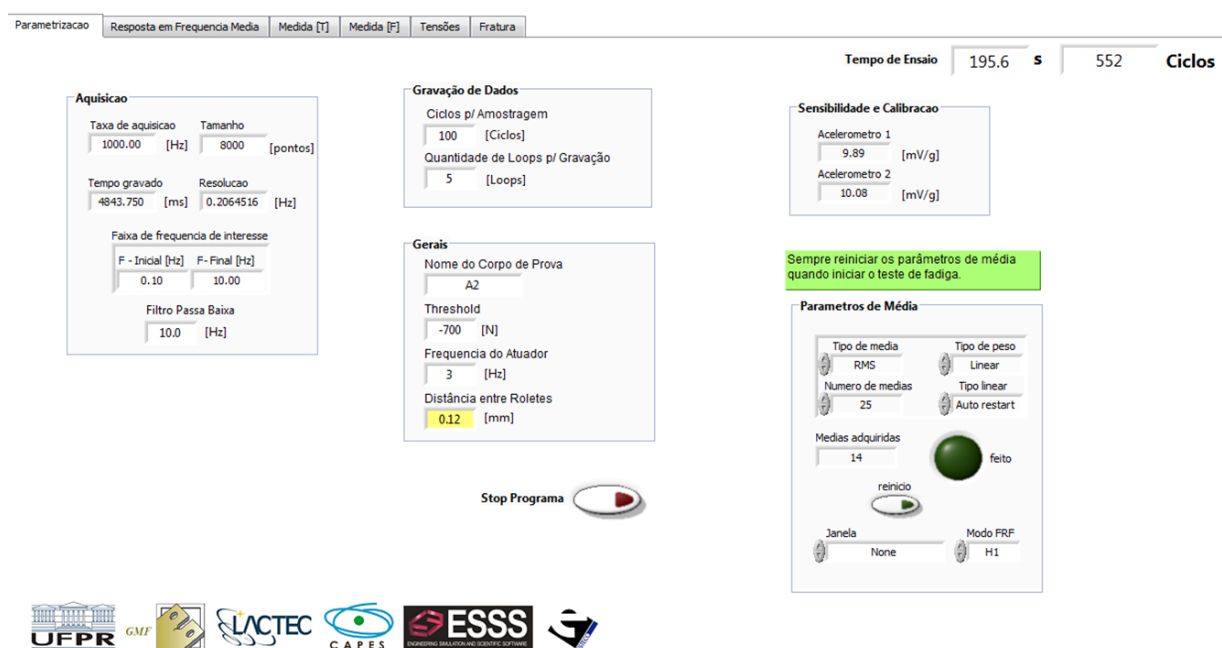 Parametrizacao
Resposta em Frequencia Media
Medida [T]
Medida [F]
Tensões
Fratura
Tempo de Ensaio 195.6 s 552 Ciclos
Aquisicao
Taxa de aquisicao Tamanho
1000.00 [Hz] 8000 [pontos]
Tempo gravado Resolucao
4843.750 [ms] 0.2064516 [Hz]
Faixa de frequencia de interesse
F - Inicial [Hz] F- Final [Hz]
0.10 10.00
Filtro Passa Baixa
10.0 [Hz]
Gravação de Dados
Ciclos p/ Amostragem
100 [Ciclos]
Quantidade de Loops p/ Gravação
5 [Loops]
Gerais
Nome do Corpo de Prova
A2
Threshold
-700 [N]
Frequencia do Atuador
3 [Hz]
Distância entre Roletes
0.12 [mm]
Stop Programa
Sensibilidade e Calibracao
Acelerometro 1
9.89 [mV/g]
Acelerometro 2
10.08 [mV/g]
Sempre reiniciar os parâmetros de média
quando iniciar o teste de fadiga.
Parametros de Média
Tipo de media Tipo de peso
RMS Linear
Numero de medias Tipo linear
25 Auto restart
Medias adquiridas
14 feito
reinicio
Janela Modo FRF
None H1
UFPR
GMF
LACTEC
CAPES
ESSS
ENGINEERING SIMULATION AND SCIENTIFIC SOFTWARE